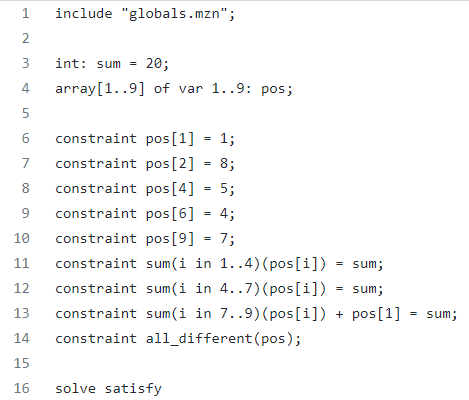 1 include "globals.mzn";
2
3 int: sum = 20;
4 array[1..9] of var 1..9: pos;
5
6 constraint pos[1] = 1;
7 constraint pos[2] = 8;
8 constraint pos[4] = 5;
9 constraint pos[6] = 4;
10 constraint pos[9] = 7;
11 constraint sum(i in 1..4)(pos[i]) = sum;
12 constraint sum(i in 4..7)(pos[i]) = sum;
13 constraint sum(i in 7..9)(pos[i]) + pos[1] = sum;
14 constraint all_different(pos);
15
16 solve satisfy